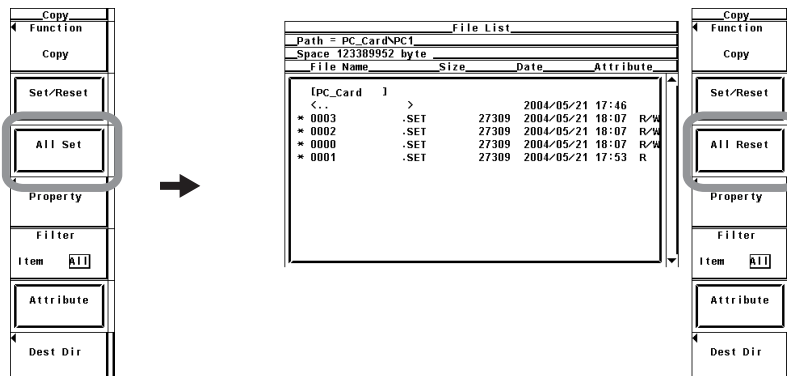 Copy
Function
Copy
Set/Reset
All Set
Property
Filter
Item All
Attribute
Dest Dir
File List
Path = PC_Card\PC1
Space 123389952 byte
File Name Size Date Attribute
[PC_Card ]
<.. > 2004/05/21 17:46
* 0003 .SET 27309 2004/05/21 18:07 R/W
* 0002 .SET 27309 2004/05/21 18:07 R/W
* 0000 .SET 27309 2004/05/21 18:07 R/W
* 0001 .SET 27309 2004/05/21 17:53 R
Copy
Function
Copy
Set/Reset
All Reset
Property
Filter
Item All
Attribute
Dest Dir